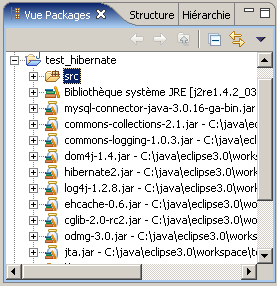 Vue Packages Structure Hiérarchie
test_hibernate
src
Bibliothèque système JRE [j2re1.4.2_03
mysql-connector-java-3.0.16-ga-bin.jar
commons-collections-2.1.jar - C:\java\e
commons-logging-1.0.3.jar - C:\java\ecl
dom4j-1.4.jar - C:\java\eclipse3.0\works
hibernate2.jar - C:\java\eclipse3.0\work
log4j-1.2.8.jar - C:\java\eclipse3.0\wor
ehcache-0.6.jar - C:\java\eclipse3.0\wo
cglib-2.0-rc2.jar - C:\java\eclipse3.0\w
odmg-3.0.jar - C:\java\eclipse3.0\works
jta.jar - C:\java\eclipse3.0\workspace\t